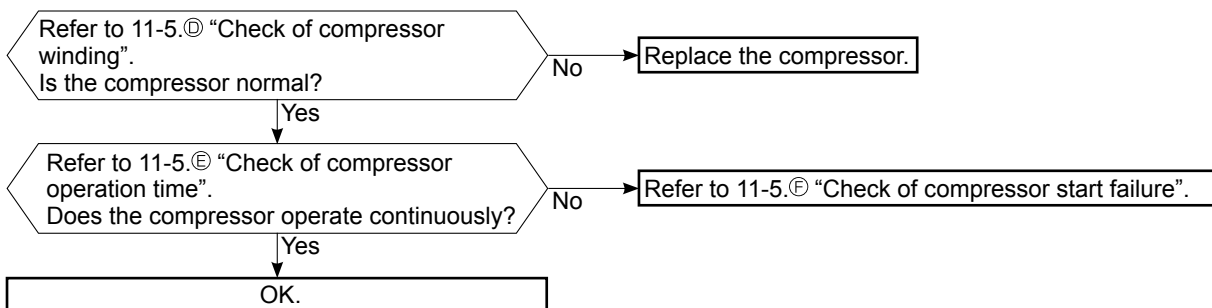 Refer to 11-5.Ⓓ “Check of compressor
winding”.
Is the compressor normal?
No
Replace the compressor.
Yes
Refer to 11-5.Ⓔ “Check of compressor
operation time”.
Does the compressor operate continuously?
No
Refer to 11-5.Ⓕ “Check of compressor start failure”.
Yes
OK.